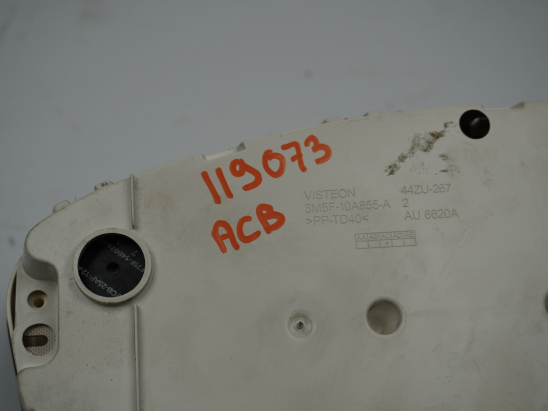 119073
ACB
VISTEON 44ZU-267
3M5F-10A855-A 2
>PP-TD40< AU 6620A